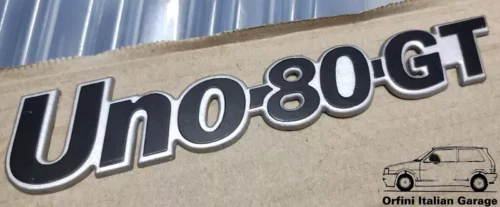 Uno-80-GT
Orfini Italian Garage